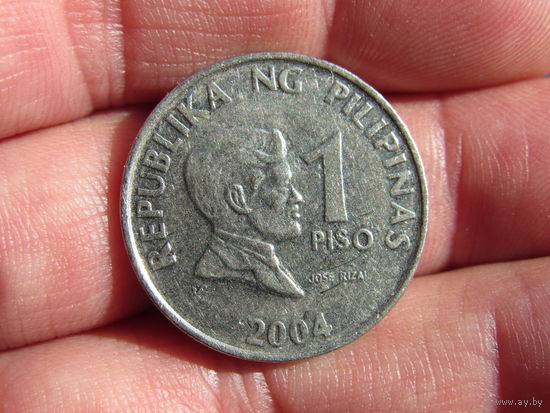 REPUBLIKA NG PILIPINAS
1
PISO
JOSE RIZAL
2004
www.ay.by